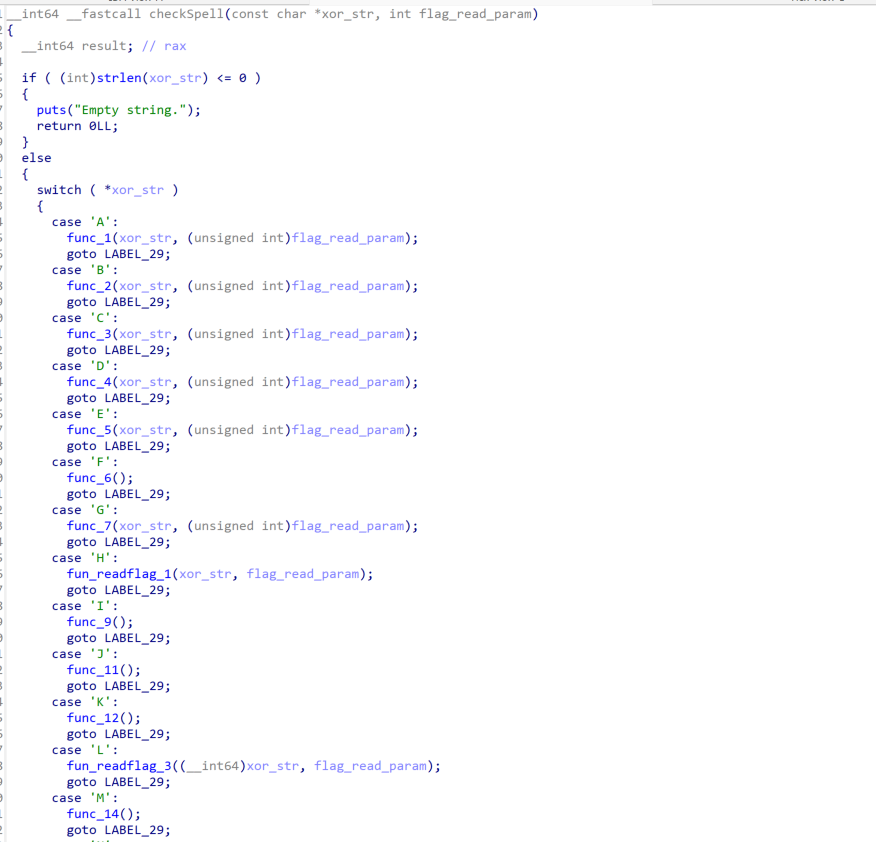 __int64 __fastcall checkSpell(const char *xor_str, int flag_read_param)
{
  __int64 result; // rax

  if ( (int)strlen(xor_str) <= 0 )
  {
    puts("Empty string.");
    return 0LL;
  }
  else
  {
    switch ( *xor_str )
    {
      case 'A':
        func_1(xor_str, (unsigned int)flag_read_param);
        goto LABEL_29;
      case 'B':
        func_2(xor_str, (unsigned int)flag_read_param);
        goto LABEL_29;
      case 'C':
        func_3(xor_str, (unsigned int)flag_read_param);
        goto LABEL_29;
      case 'D':
        func_4(xor_str, (unsigned int)flag_read_param);
        goto LABEL_29;
      case 'E':
        func_5(xor_str, (unsigned int)flag_read_param);
        goto LABEL_29;
      case 'F':
        func_6();
        goto LABEL_29;
      case 'G':
        func_7(xor_str, (unsigned int)flag_read_param);
        goto LABEL_29;
      case 'H':
        fun_readflag_1(xor_str, flag_read_param);
        goto LABEL_29;
      case 'I':
        func_9();
        goto LABEL_29;
      case 'J':
        func_11();
        goto LABEL_29;
      case 'K':
        func_12();
        goto LABEL_29;
      case 'L':
        fun_readflag_3((__int64)xor_str, flag_read_param);
        goto LABEL_29;
      case 'M':
        func_14();
        goto LABEL_29;